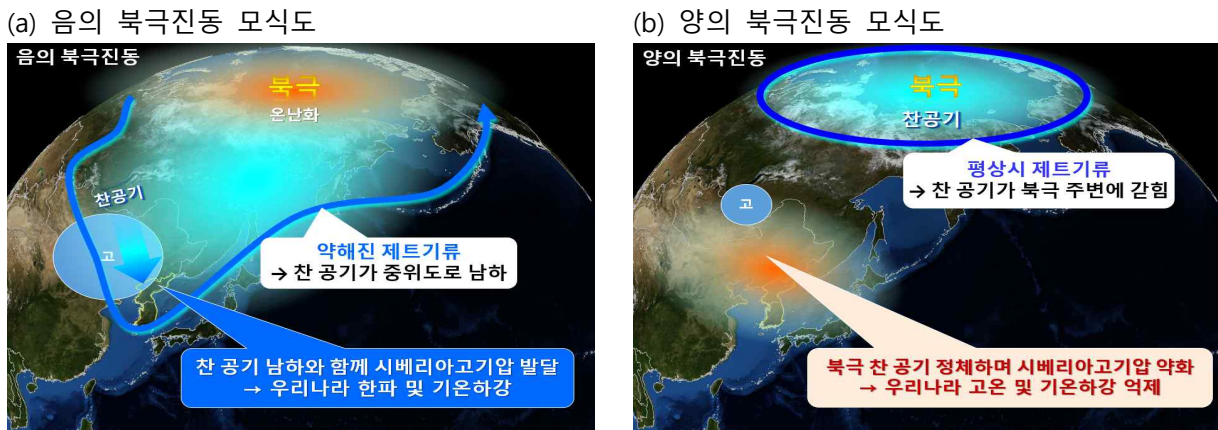 (a) 음의 북극진동 모식도
음의 북극진동
북극
온난화
찬공기
고
약해진 제트기류
→ 찬 공기가 중위도로 남하
찬 공기 남하와 함께 시베리아고기압 발달
→ 우리나라 한파 및 기온하강
(b) 양의 북극진동 모식도
양의 북극진동
북극
찬공기
평상시 제트기류
→ 찬 공기가 북극 주변에 갇힘
고
북극 찬 공기 정체하며 시베리아고기압 약화
→ 우리나라 고온 및 기온하강 억제